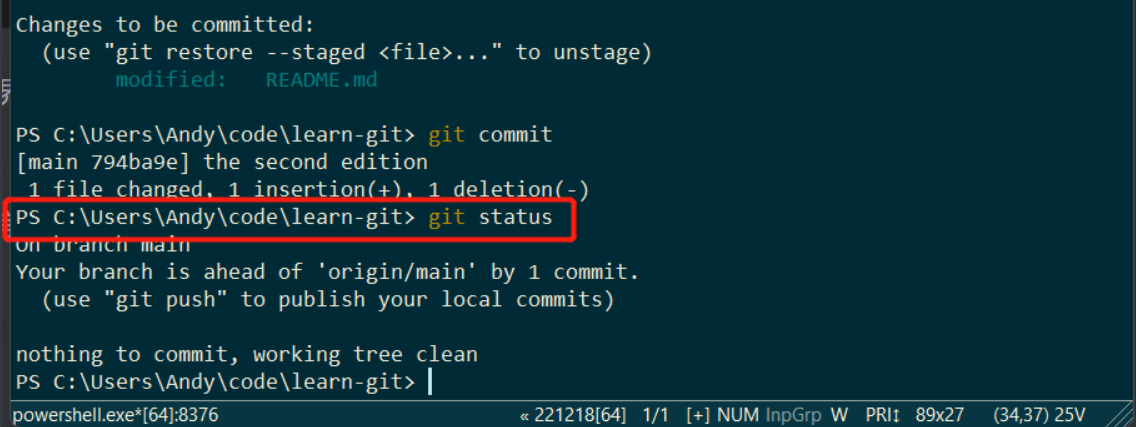 Changes to be committed:
  (use "git restore --staged <file>..." to unstage)
        modified:   README.md
PS C:\Users\Andy\code\learn-git> git commit
[main 794ba9e] the second edition
 1 file changed, 1 insertion(+), 1 deletion(-)
PS C:\Users\Andy\code\learn-git> git status
On branch main
Your branch is ahead of 'origin/main' by 1 commit.
  (use "git push" to publish your local commits)
nothing to commit, working tree clean
PS C:\Users\Andy\code\learn-git>
powershell.exe*[64]:8376 « 221218[64] 1/1 [+] NUM InpGrp W PRI↕ 89x27 (34,37) 25V